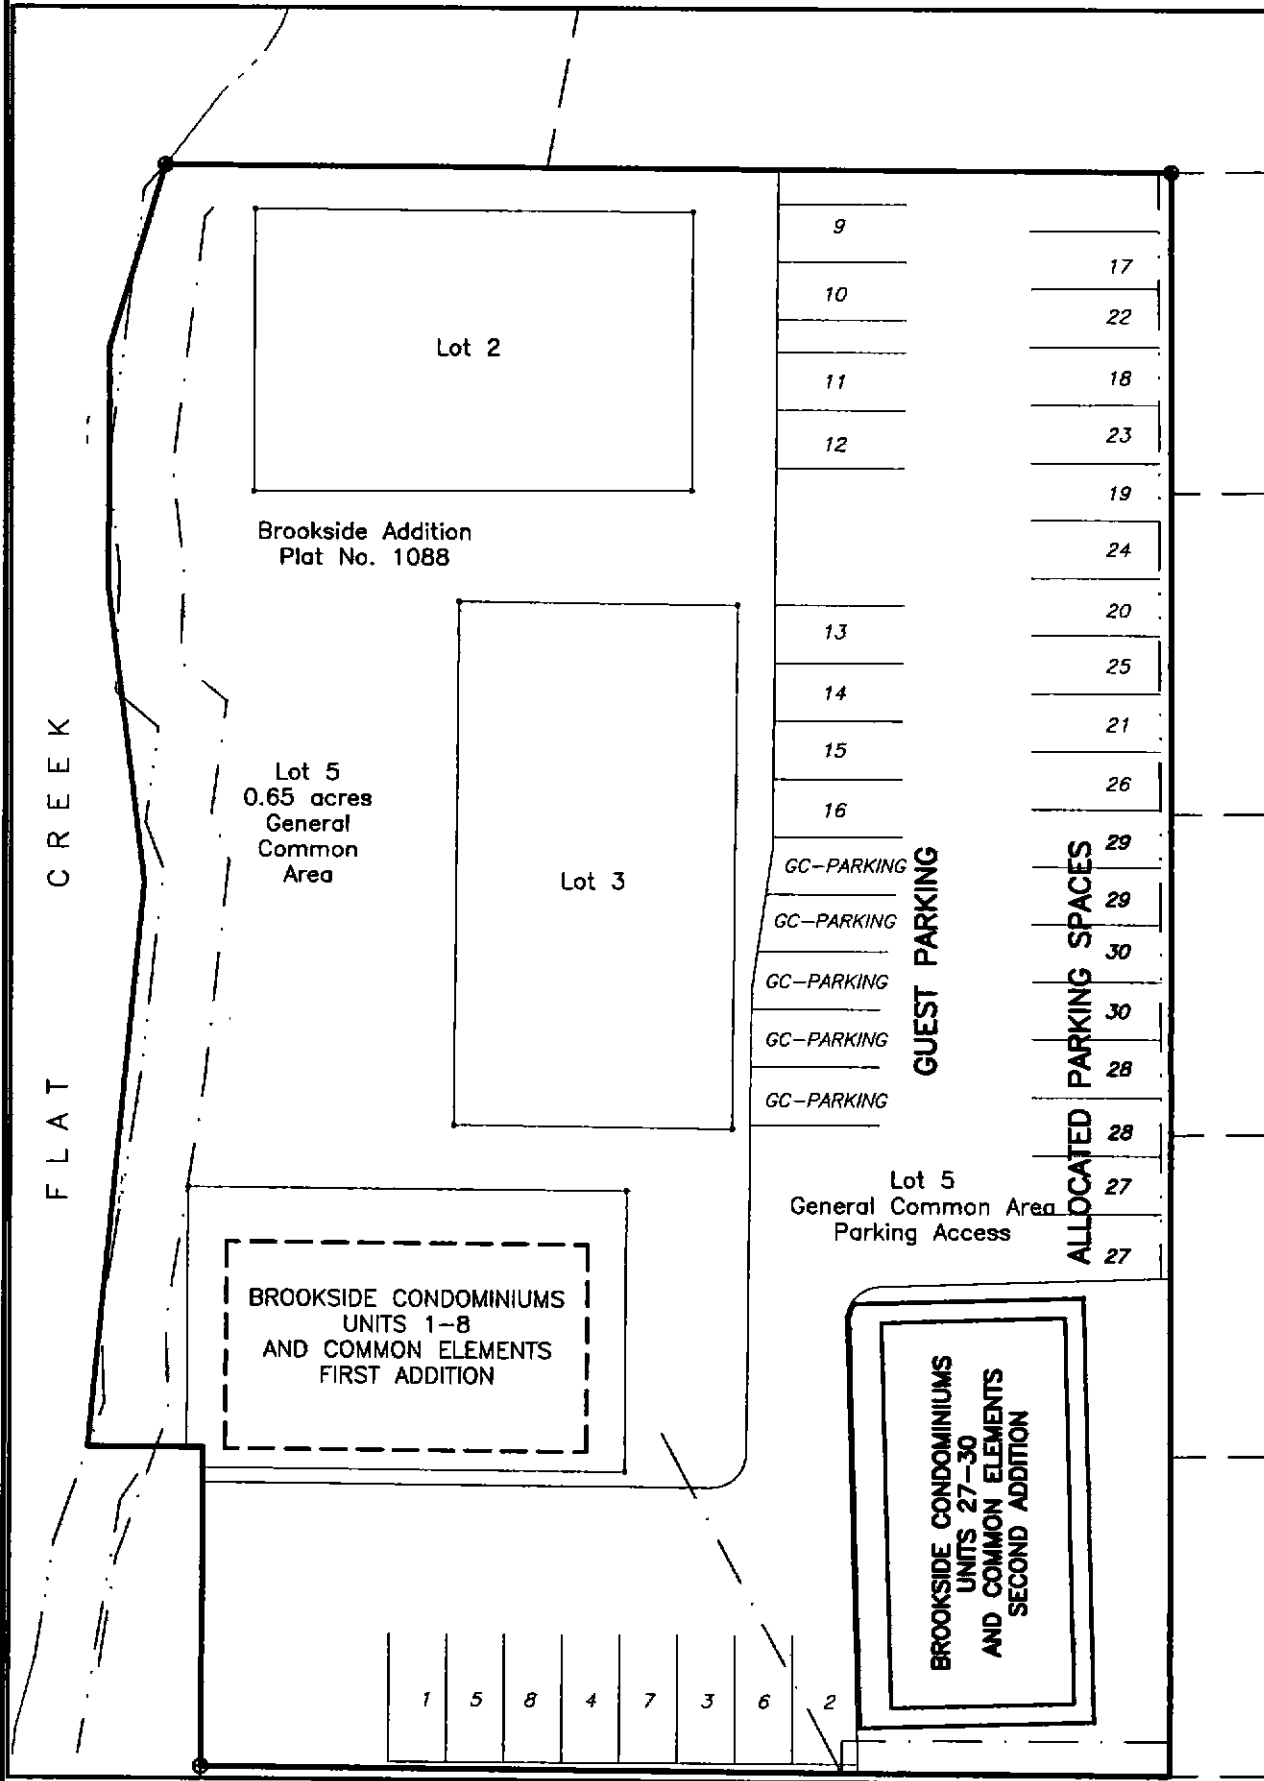 9
10
11
12
13
14
15
16
GC-PARKING
GC-PARKING
GC-PARKING
GC-PARKING
GC-PARKING
GUEST PARKING
17
22
18
23
19
24
20
25
21
26
29
29
30
30
28
28
27
27
ALLOCATED PARKING SPACES
Lot 2
Brookside Addition
Plat No. 1088
Lot 5
0.65 acres
General
Common
Area
Lot 3
FLAT CREEK
Lot 5
General Common Area
Parking Access
BROOKSIDE CONDOMINIUMS
UNITS 1-8
AND COMMON ELEMENTS
FIRST ADDITION
BROOKSIDE CONDOMINIUMS
UNITS 27-30
AND COMMON ELEMENTS
SECOND ADDITION
1
5
8
4
7
3
6
2